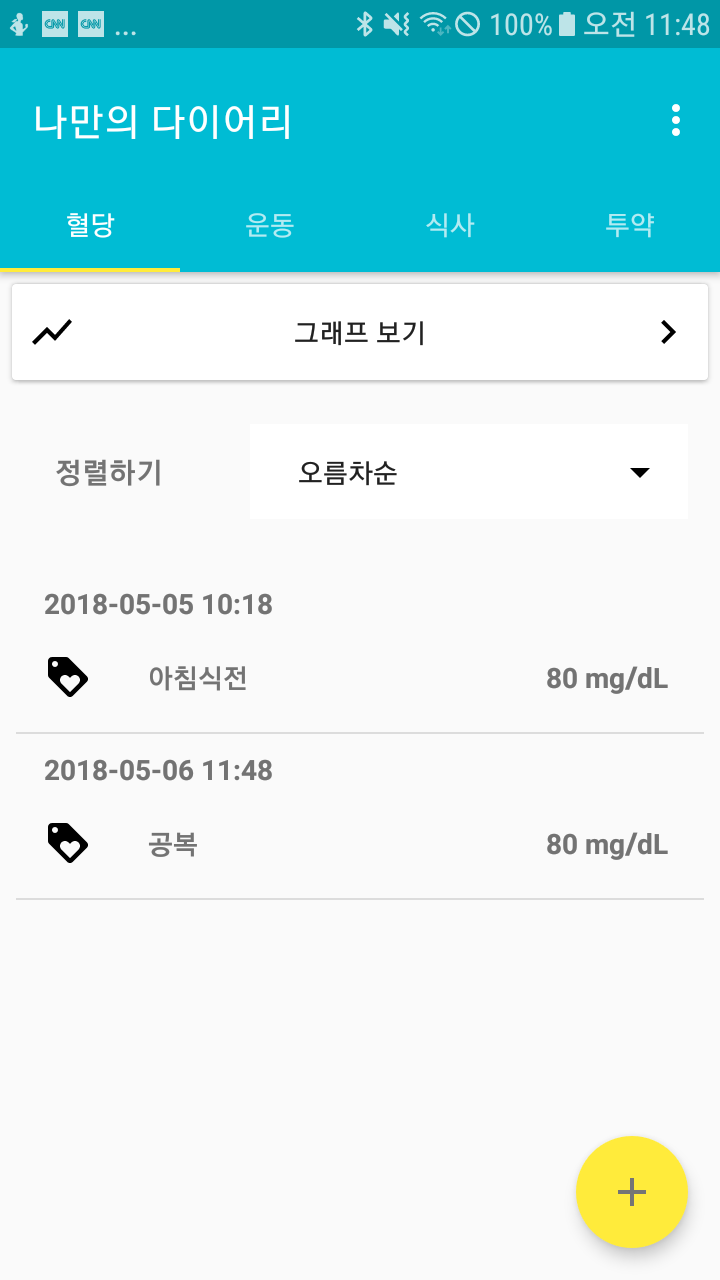 CNN CNN ... 100% 오전 11:48
나만의 다이어리
혈당 운동 식사 투약
그래프 보기
정렬하기 오름차순
2018-05-05 10:18
아침식전 80 mg/dL
2018-05-06 11:48
공복 80 mg/dL